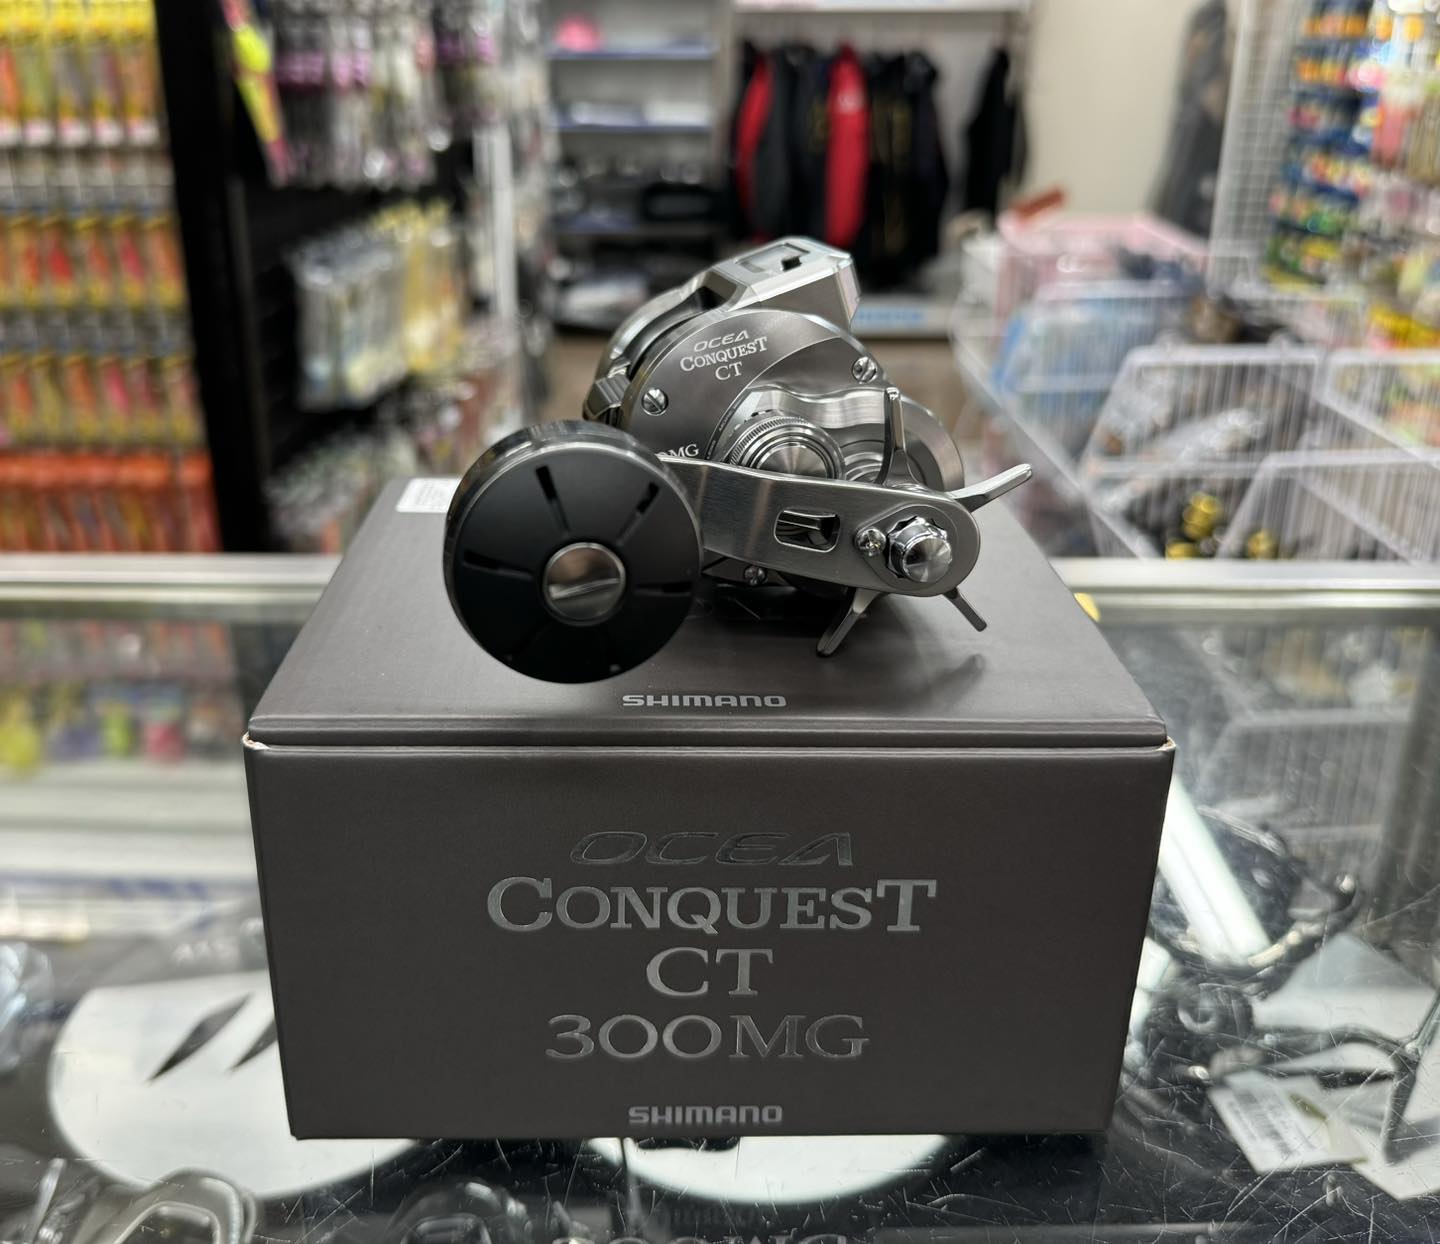 OCEA
CONQUEST
CT
MG
SHIMANO
OCEA
CONQUEST
CT
300MG
SHIMANO